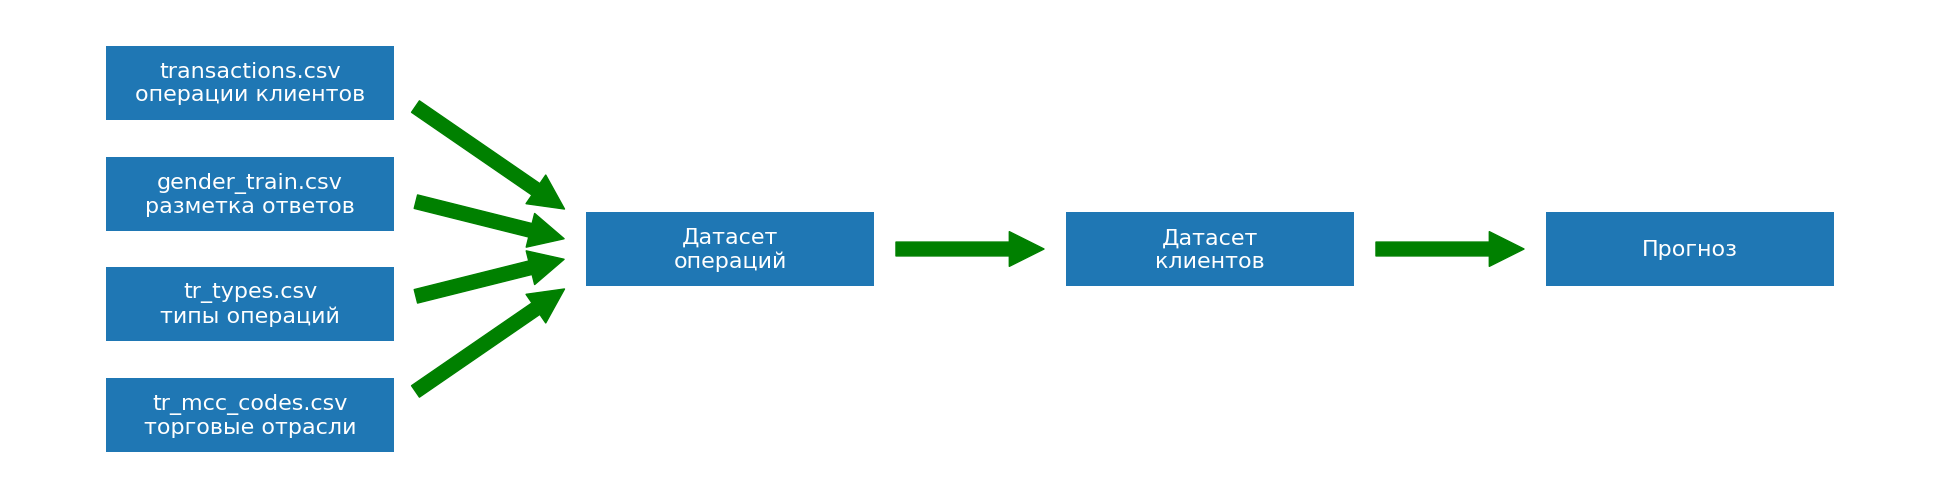 transactions.csv
операции клиентов
gender_train.csv
разметка ответов
tr_types.csv
типы операций
tr_mcc_codes.csv
торговые отрасли
Датасет
операций
Датасет
клиентов
Прогноз